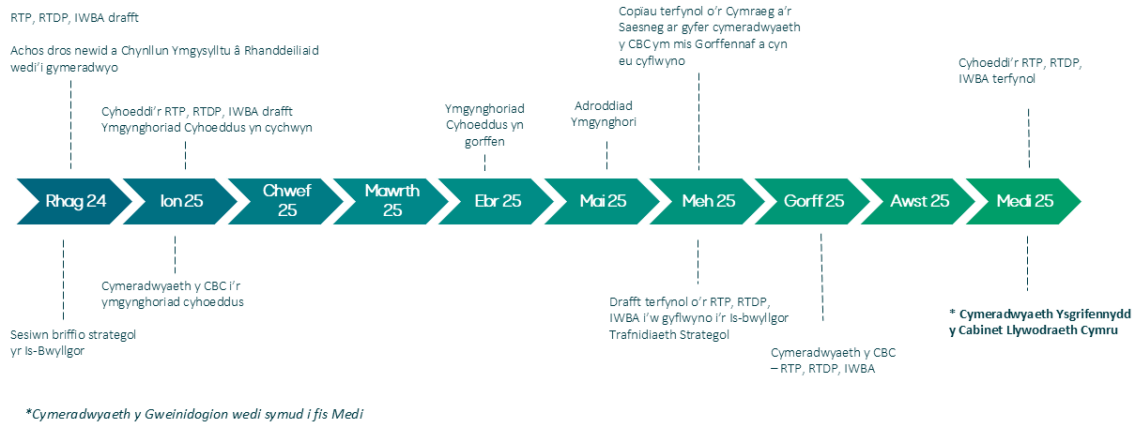 RTP, RTDP, IWBA drafft
Achos dros newid a Chynllun Ymgysylltu â Rhanddeiliaid
wedi'i gymeradwyo
Cyhoeddi'r RTP, RTDP, IWBA drafft
Ymgynghoriad Cyhoeddus yn cychwyn
Ymgynghoriad
Cyhoeddus yn
gorffen
Adroddiad
Ymgynghori
Copïau terfynol o'r Cymraeg a'r
Saesneg ar gyfer cymeradwyaeth
y CBC ym mis Gorffennaf a cyn
eu cyflwyno
Cyhoeddi'r RTP, RTDP,
IWBA terfynol
Rhag 24
Ion 25
Chwef
25
Mawrth
25
Ebr 25
Mai 25
Meh 25
Gorff 25
Awst 25
Medi 25
Sesiwn briffio strategol
yr Is-Bwyllgor
Cymeradwyaeth y CBC i'r
ymgynghoriad cyhoeddus
Drafft terfynol o'r RTP, RTDP,
IWBA i'w gyflwyno i'r Is-bwyllgor
Trafnidiaeth Strategol
Cymeradwyaeth y CBC
– RTP, RTDP, IWBA
* Cymeradwyaeth Ysgrifennydd
y Cabinet Llywodraeth Cymru
*Cymeradwyaeth y Gweinidogion wedi symud i fis Medi